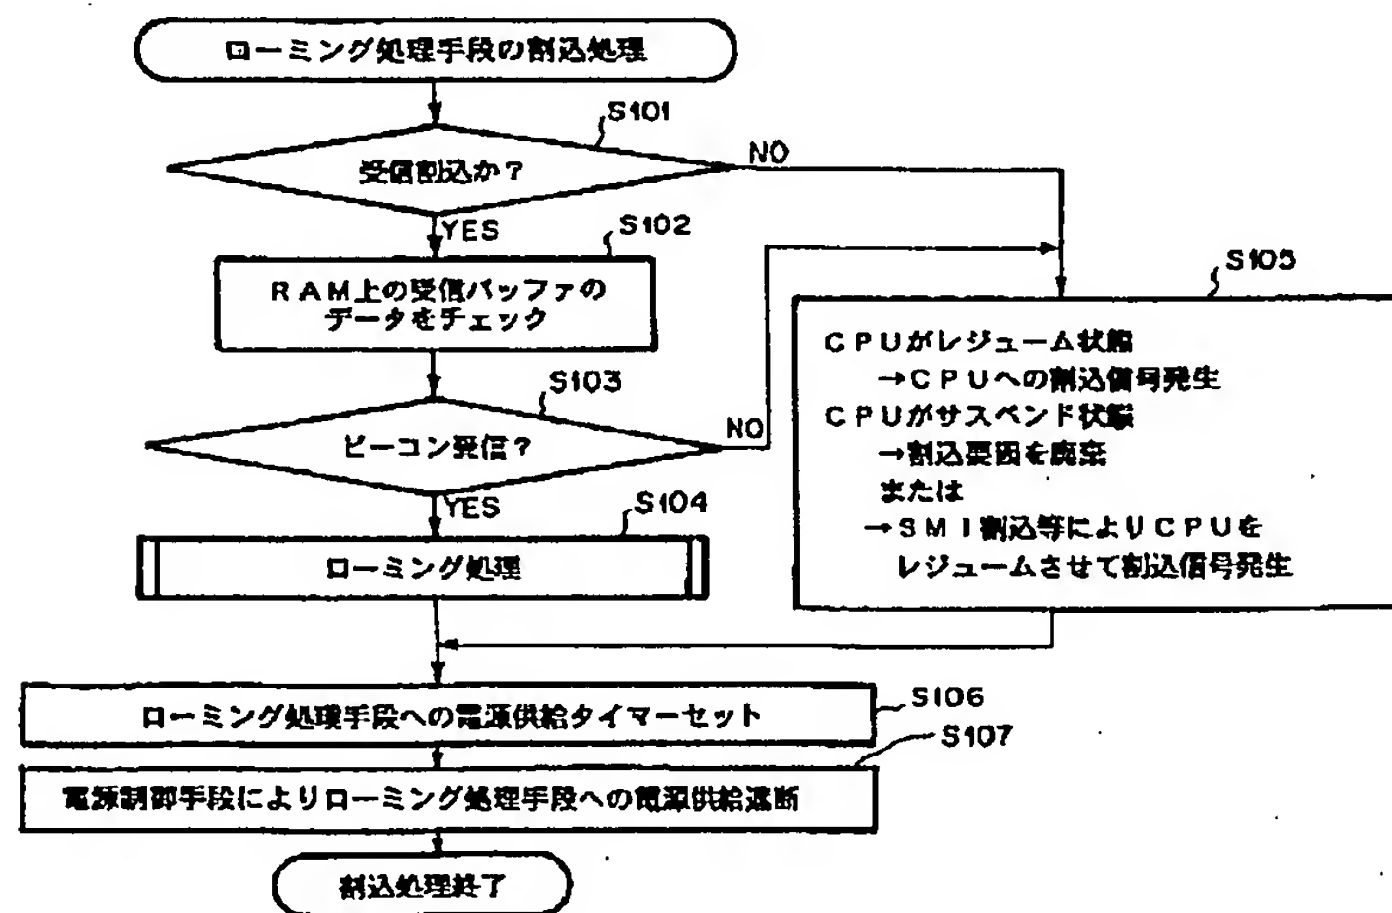 ローミング処理手段の割込処理
S101
受信割込か？
NO
YES
S102
RAM上の受信バッファの
データをチェック
S103
ビーコン受信？
NO
YES
S104
ローミング処理
S105
CPUがレジューム状態
→CPUへの割込信号発生
CPUがサスペンド状態
→割込要因を廃棄
または
→SMI割込等によりCPUを
レジュームさせて割込信号発生
ローミング処理手段への電源供給タイマーセット
S106
S107
電源制御手段によりローミング処理手段への電源供給遮断
割込処理終了